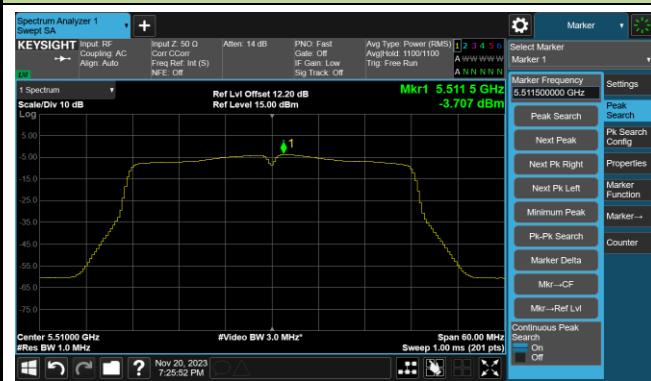 Spectrum Analyzer 1
Swept SA
+
Marker
KEYSIGHT
Input: RF
Coupling: AC
Align: Auto
Input Z: 50 Ω
Corr CCorr
Freq Ref: Int (S)
NFE: Off
Atten: 14 dB
PNO: Fast
Gate: Off
IF Gain: Low
Sig Track: Off
Avg Type: Power (RMS)
Avg|Hold: 1100/1100
Trig: Free Run
1 2 3 4 5 6
A W W W W W
A N N N N N
LXI
Select Marker
Marker 1
1 Spectrum
Scale/Div 10 dB
Log
Ref Lvl Offset 12.20 dB
Ref Level 15.00 dBm
Mkr1 5.511 5 GHz
-3.707 dBm
1
5.00
-5.00
-15.0
-25.0
-35.0
-45.0
-55.0
-65.0
-75.0
Center 5.51000 GHz
#Res BW 1.0 MHz
#Video BW 3.0 MHz*
Span 60.00 MHz
Sweep 1.00 ms (201 pts)
Marker Frequency
5.511500000 GHz
Peak Search
Next Peak
Next Pk Right
Next Pk Left
Minimum Peak
Pk-Pk Search
Marker Delta
Mkr→CF
Mkr→Ref Lvl
Continuous Peak
Search
On
Off
Settings
Peak
Search
Pk Search
Config
Properties
Marker
Function
Marker→
Counter
?
Nov 20, 2023
7:25:52 PM